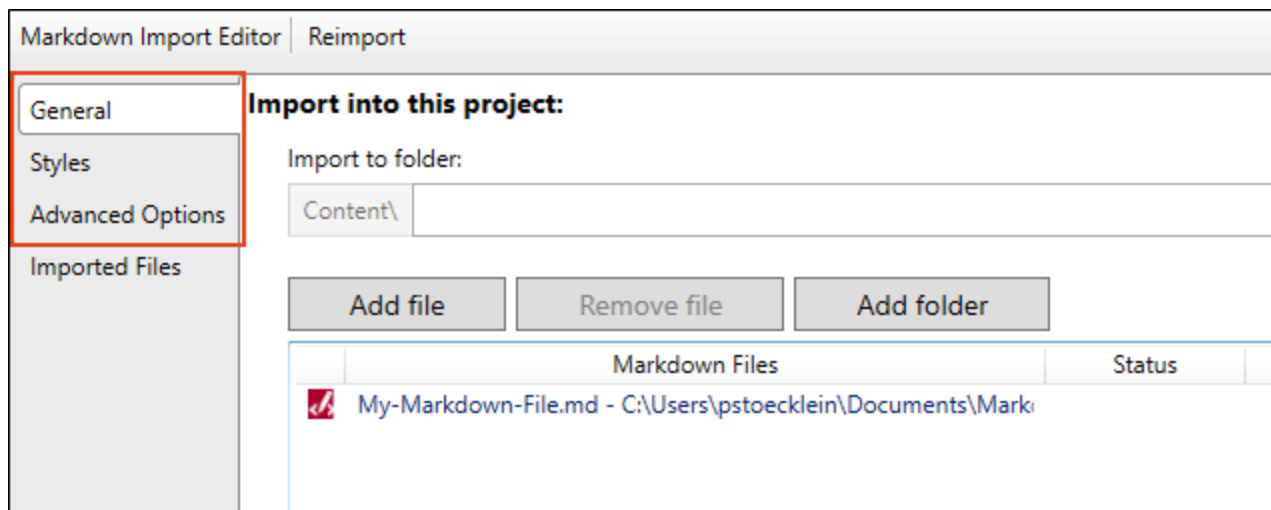 Markdown Import Editor Reimport
General
Styles
Advanced Options
Imported Files
Import into this project:
Import to folder:
Content\
Add file Remove file Add folder
Markdown Files Status
My-Markdown-File.md - C:\Users\pstoecklein\Documents\Mark